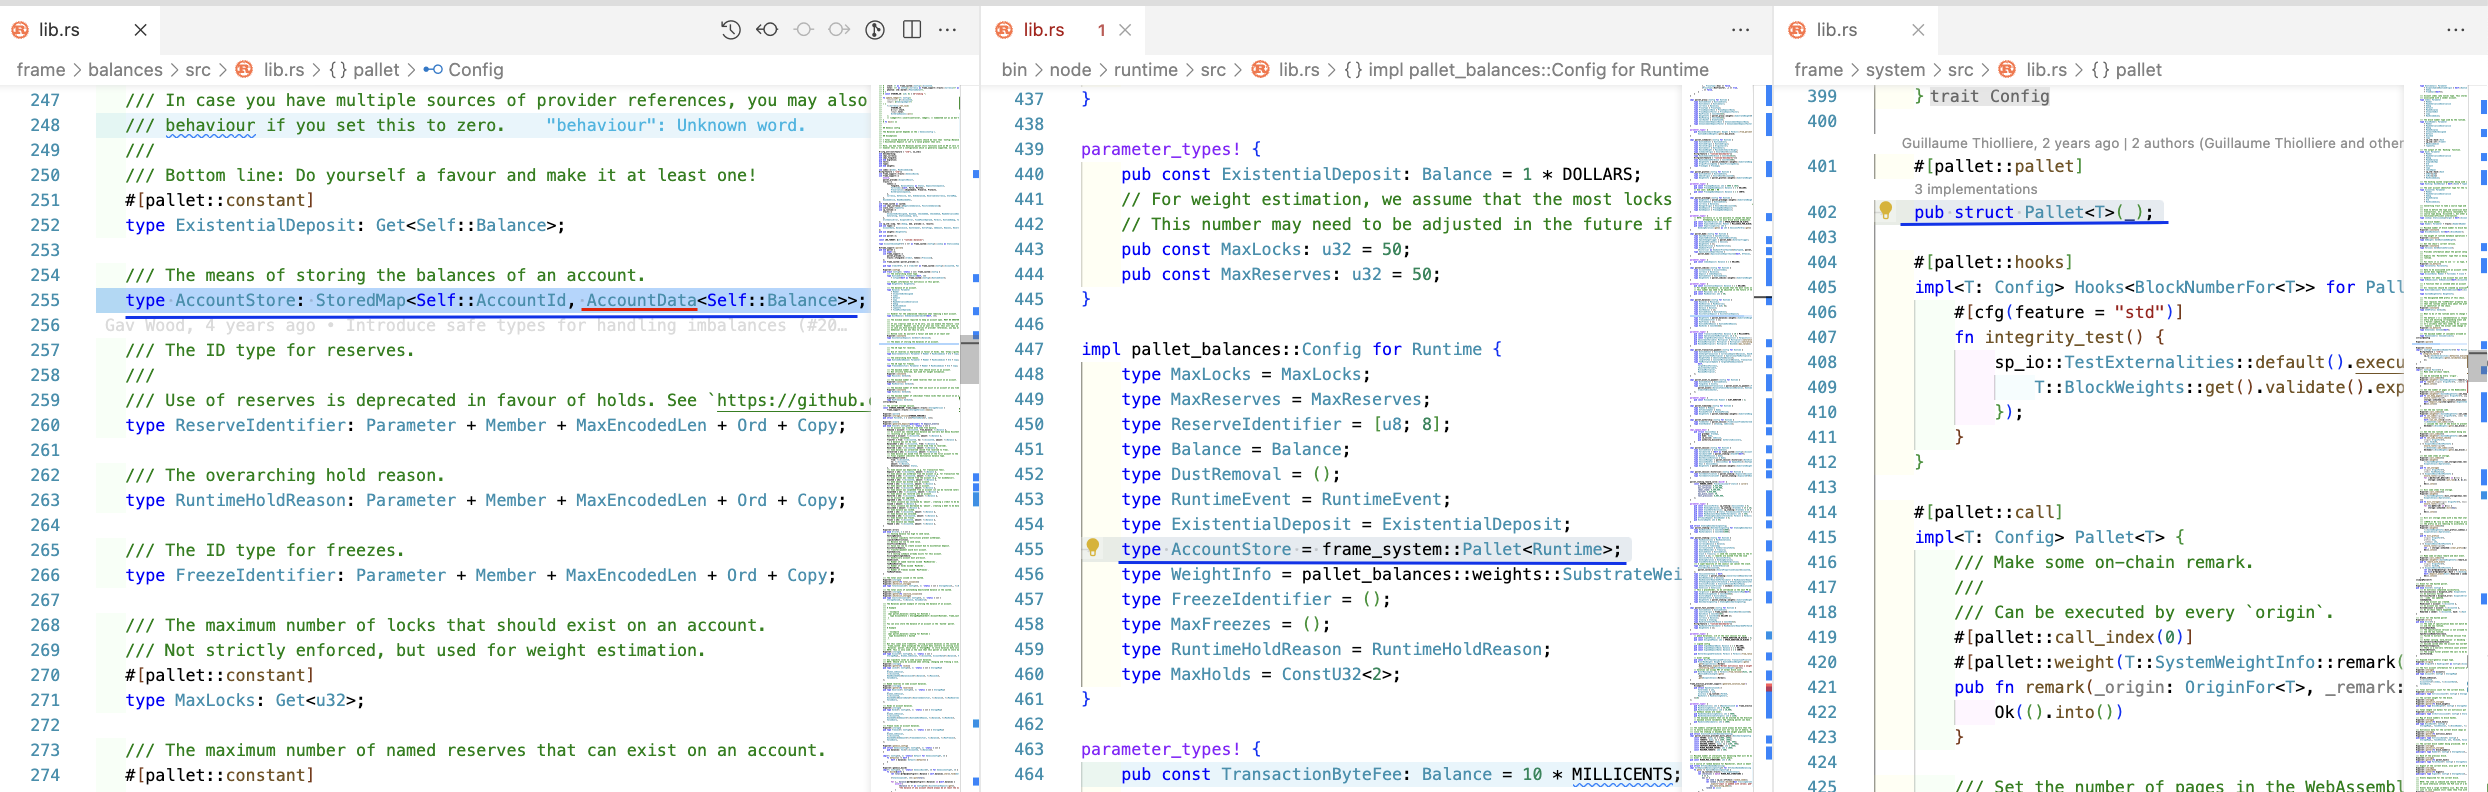 lib.rs
frame > balances > src > lib.rs > {} pallet > Config
247 /// In case you have multiple sources of provider references, you may also
248 /// behaviour if you set this to zero. "behaviour": Unknown word.
249 ///
250 /// Bottom line: Do yourself a favour and make it at least one!
251 #[pallet::constant]
252 type ExistentialDeposit: Get<Self::Balance>;
253
254 /// The means of storing the balances of an account.
255 type AccountStore: StoredMap<Self::AccountId, AccountData<Self::Balance>>;
256 Gav Wood, 4 years ago • Introduce safe types for handling imbalances (#20…
257 /// The ID type for reserves.
258 ///
259 /// Use of reserves is deprecated in favour of holds. See `https://github.
260 type ReserveIdentifier: Parameter + Member + MaxEncodedLen + Ord + Copy;
261
262 /// The overarching hold reason.
263 type RuntimeHoldReason: Parameter + Member + MaxEncodedLen + Ord + Copy;
264
265 /// The ID type for freezes.
266 type FreezeIdentifier: Parameter + Member + MaxEncodedLen + Ord + Copy;
267
268 /// The maximum number of locks that should exist on an account.
269 /// Not strictly enforced, but used for weight estimation.
270 #[pallet::constant]
271 type MaxLocks: Get<u32>;
272
273 /// The maximum number of named reserves that can exist on an account.
274 #[pallet::constant]
lib.rs 1
bin > node > runtime > src > lib.rs > {} impl pallet_balances::Config for Runtime
437 }
438
439 parameter_types! {
440 pub const ExistentialDeposit: Balance = 1 * DOLLARS;
441 // For weight estimation, we assume that the most locks
442 // This number may need to be adjusted in the future if
443 pub const MaxLocks: u32 = 50;
444 pub const MaxReserves: u32 = 50;
445 }
446
447 impl pallet_balances::Config for Runtime {
448 type MaxLocks = MaxLocks;
449 type MaxReserves = MaxReserves;
450 type ReserveIdentifier = [u8; 8];
451 type Balance = Balance;
452 type DustRemoval = ();
453 type RuntimeEvent = RuntimeEvent;
454 type ExistentialDeposit = ExistentialDeposit;
455 type AccountStore = frame_system::Pallet<Runtime>;
456 type WeightInfo = pallet_balances::weights::SubstrateWei
457 type FreezeIdentifier = ();
458 type MaxFreezes = ();
459 type RuntimeHoldReason = RuntimeHoldReason;
460 type MaxHolds = ConstU32<2>;
461 }
462
463 parameter_types! {
464 pub const TransactionByteFee: Balance = 10 * MILLICENTS;
lib.rs
frame > system > src > lib.rs > {} pallet
399 } trait Config
400
Guillaume Thiolliere, 2 years ago | 2 authors (Guillaume Thiolliere and other
401 #[pallet::pallet]
3 implementations
402 pub struct Pallet<T>(_);
403
404 #[pallet::hooks]
405 impl<T: Config> Hooks<BlockNumberFor<T>> for Pall
406 #[cfg(feature = "std")]
407 fn integrity_test() {
408 sp_io::TestExternalities::default().execu
409 T::BlockWeights::get().validate().exp
410 });
411 }
412 }
413
414 #[pallet::call]
415 impl<T: Config> Pallet<T> {
416 /// Make some on-chain remark.
417 ///
418 /// Can be executed by every `origin`.
419 #[pallet::call_index(0)]
420 #[pallet::weight(T::SystemWeightInfo::remark(
421 pub fn remark(_origin: OriginFor<T>, _remark:
422 Ok(().into())
423 }
424
425 /// Set the number of pages in the WebAssembl